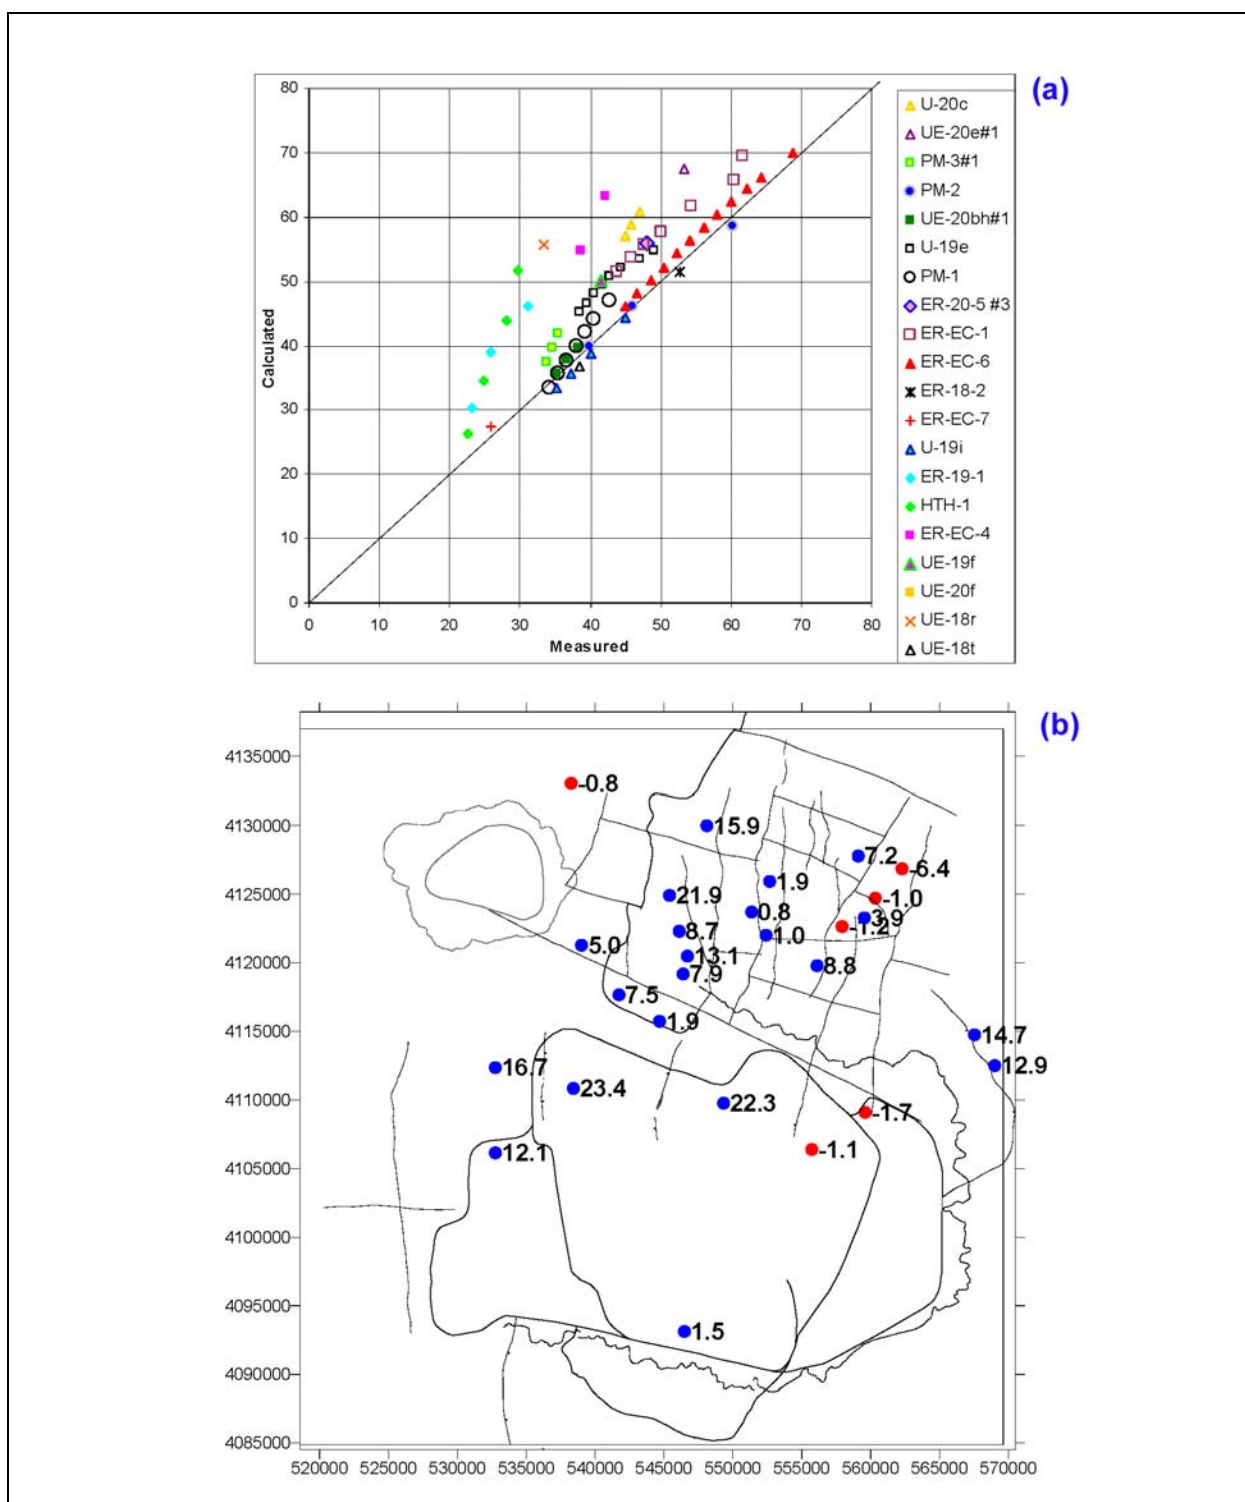 (a)
80
70
60
50
40
30
20
10
0
Calculated
0 10 20 30 40 50 60 70 80
Measured
U-20c
UE-20e#1
PM-3#1
PM-2
UE-20bh#1
U-19e
PM-1
ER-20-5 #3
ER-EC-1
ER-EC-6
ER-18-2
ER-EC-7
U-19i
ER-19-1
HTH-1
ER-EC-4
UE-19f
UE-20f
UE-18r
UE-18t
(b)
4135000
4130000
4125000
4120000
4115000
4110000
4105000
4100000
4095000
4090000
4085000
-0.8
15.9
7.2
-6.4
1.9
21.9
-1.0
0.8
3.9
-1.2
8.7
1.0
5.0
13.1
8.8
7.9
7.5
1.9
14.7
12.9
16.7
23.4
22.3
-1.7
-1.1
12.1
1.5
520000 525000 530000 535000 540000 545000 550000 555000 560000 565000 570000